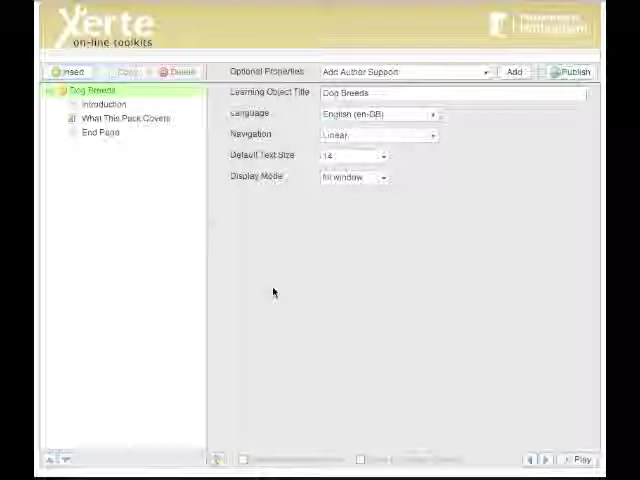 Xerte
on-line toolkits
Insert Copy Delete
Optional Properties Add Author Support Add Publish
Dog Breeds
Introduction
What This Pack Covers
End Page
Learning Object Title Dog Breeds
Language English (en-GB)
Navigation Linear
Default Text Size 14
Display Mode fill window
Play